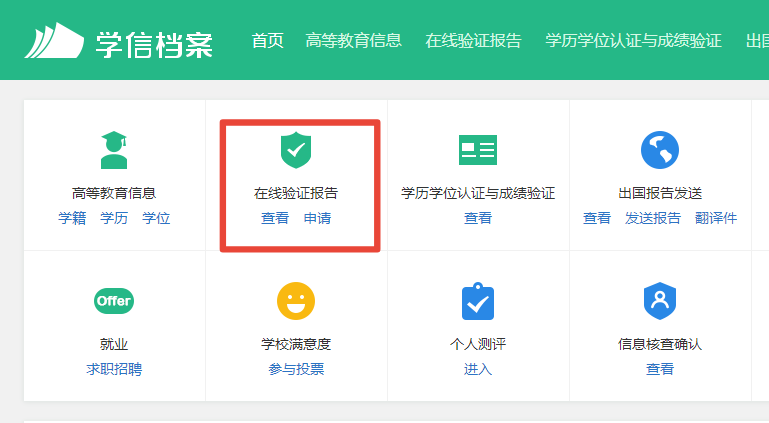 学信档案 首页 高等教育信息 在线验证报告 学历学位认证与成绩验证 出国
高等教育信息 在线验证报告 学历学位认证与成绩验证 出国报告发送
学籍 学历 学位 查看 申请 查看 查看 发送报告 翻译件
Offer
就业 学校满意度 个人测评 信息核查确认
求职招聘 参与投票 进入 查看